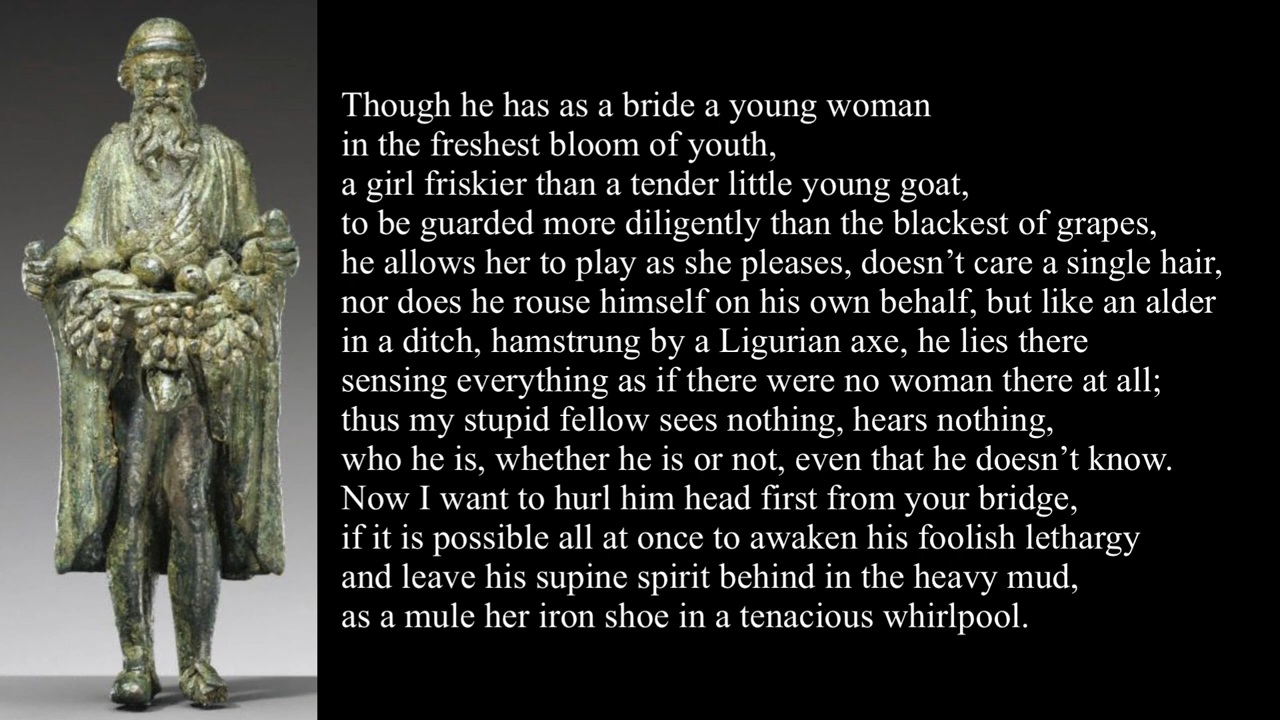 Though he has as a bride a young woman
in the freshest bloom of youth,
a girl friskier than a tender little young goat,
to be guarded more diligently than the blackest of grapes,
he allows her to play as she pleases, doesn’t care a single hair,
nor does he rouse himself on his own behalf, but like an alder
in a ditch, hamstrung by a Ligurian axe, he lies there
sensing everything as if there were no woman there at all;
thus my stupid fellow sees nothing, hears nothing,
who he is, whether he is or not, even that he doesn’t know.
Now I want to hurl him head first from your bridge,
if it is possible all at once to awaken his foolish lethargy
and leave his supine spirit behind in the heavy mud,
as a mule her iron shoe in a tenacious whirlpool.